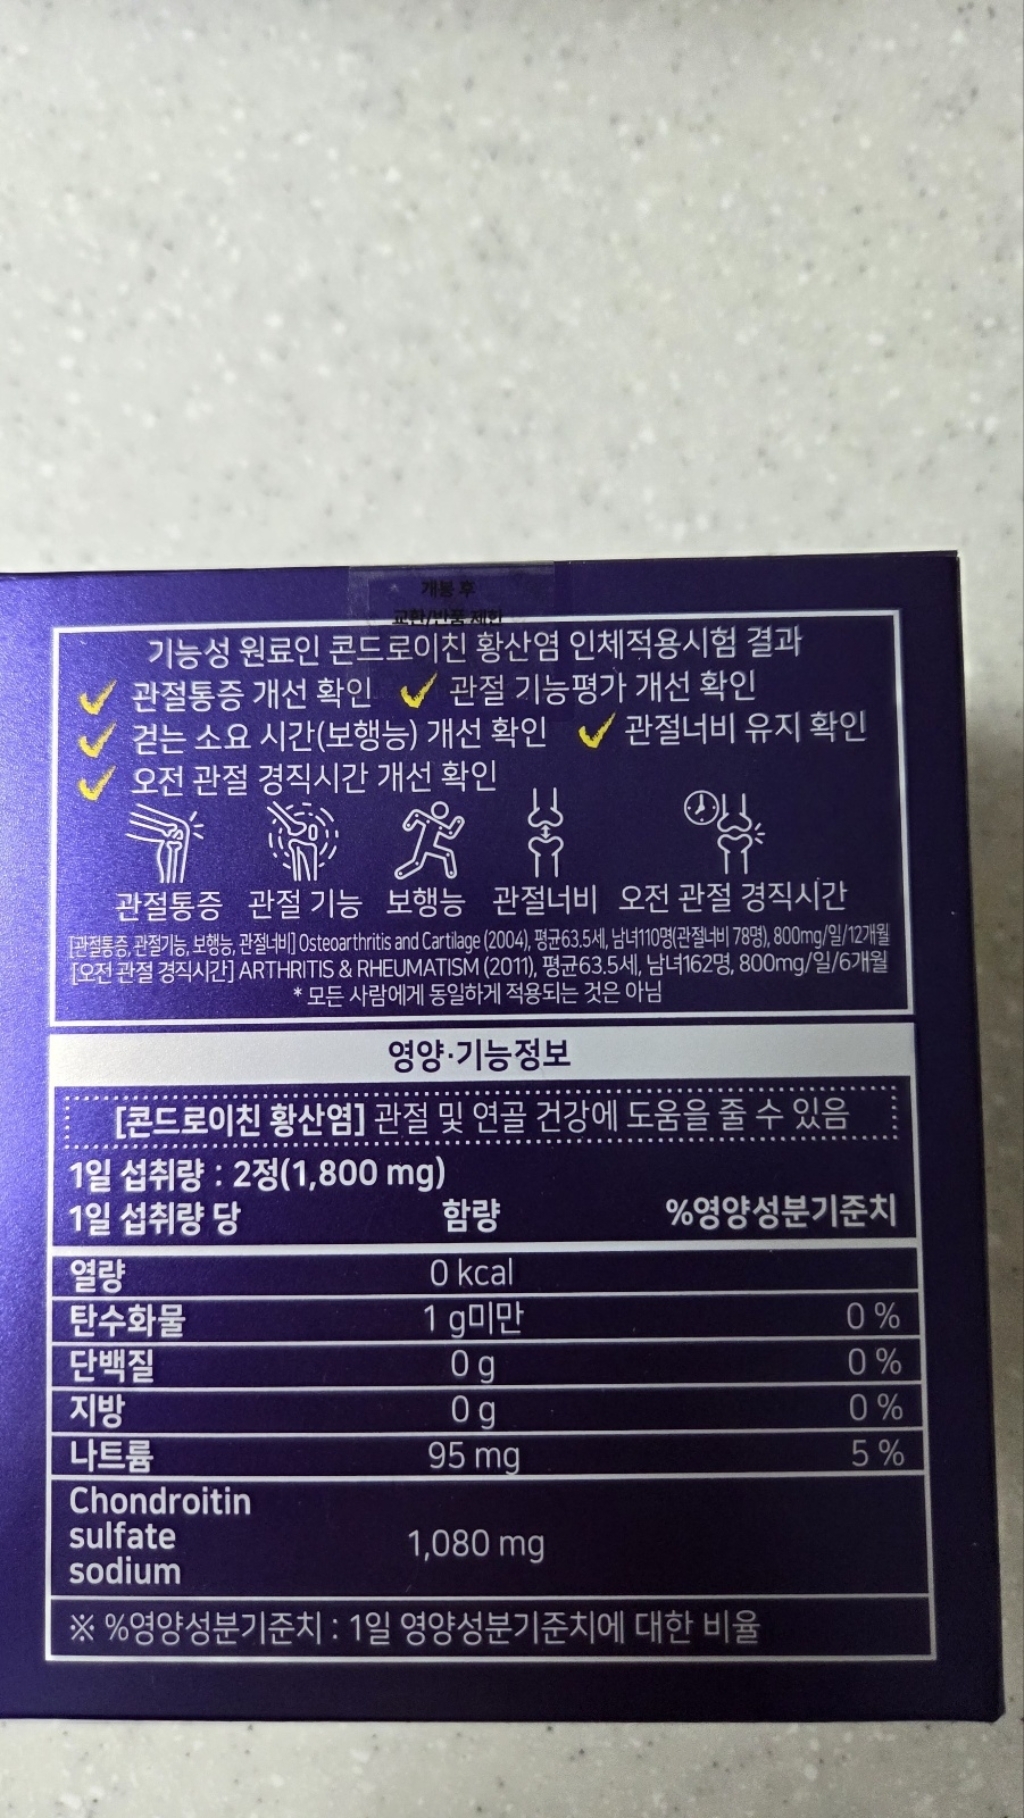 개봉 후
교환/반품 제한
기능성 원료인 콘드로이친 황산염 인체적용시험 결과
관절통증 개선 확인 관절 기능평가 개선 확인
걷는 소요 시간(보행능) 개선 확인 관절너비 유지 확인
오전 관절 경직시간 개선 확인
관절통증 관절 기능 보행능 관절너비 오전 관절 경직시간
[관절통증, 관절기능, 보행능, 관절너비] Osteoarthritis and Cartilage (2004), 평균63.5세, 남녀110명(관절너비 78명), 800mg/일/12개월
[오전 관절 경직시간] ARTHRITIS & RHEUMATISM (2011), 평균63.5세, 남녀162명, 800mg/일/6개월
* 모든 사람에게 동일하게 적용되는 것은 아님
영양·기능정보
[콘드로이친 황산염] 관절 및 연골 건강에 도움을 줄 수 있음
1일 섭취량 : 2정(1,800 mg)
1일 섭취량 당 함량 %영양성분기준치
열량 0 kcal
탄수화물 1 g미만 0 %
단백질 0 g 0 %
지방 0 g 0 %
나트륨 95 mg 5 %
Chondroitin
sulfate 1,080 mg
sodium
※ %영양성분기준치 : 1일 영양성분기준치에 대한 비율